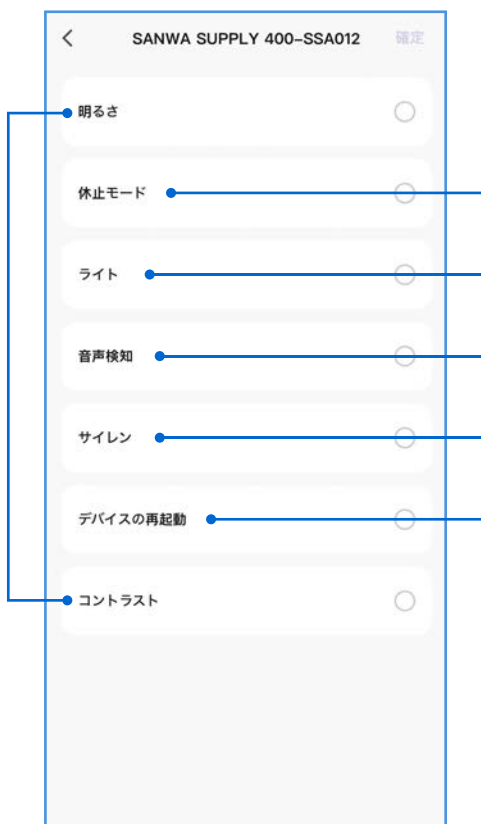 SANWA SUPPLY 400-SSA012 確定
明るさ
休止モード
ライト
音声検知
サイレン
デバイスの再起動
コントラスト